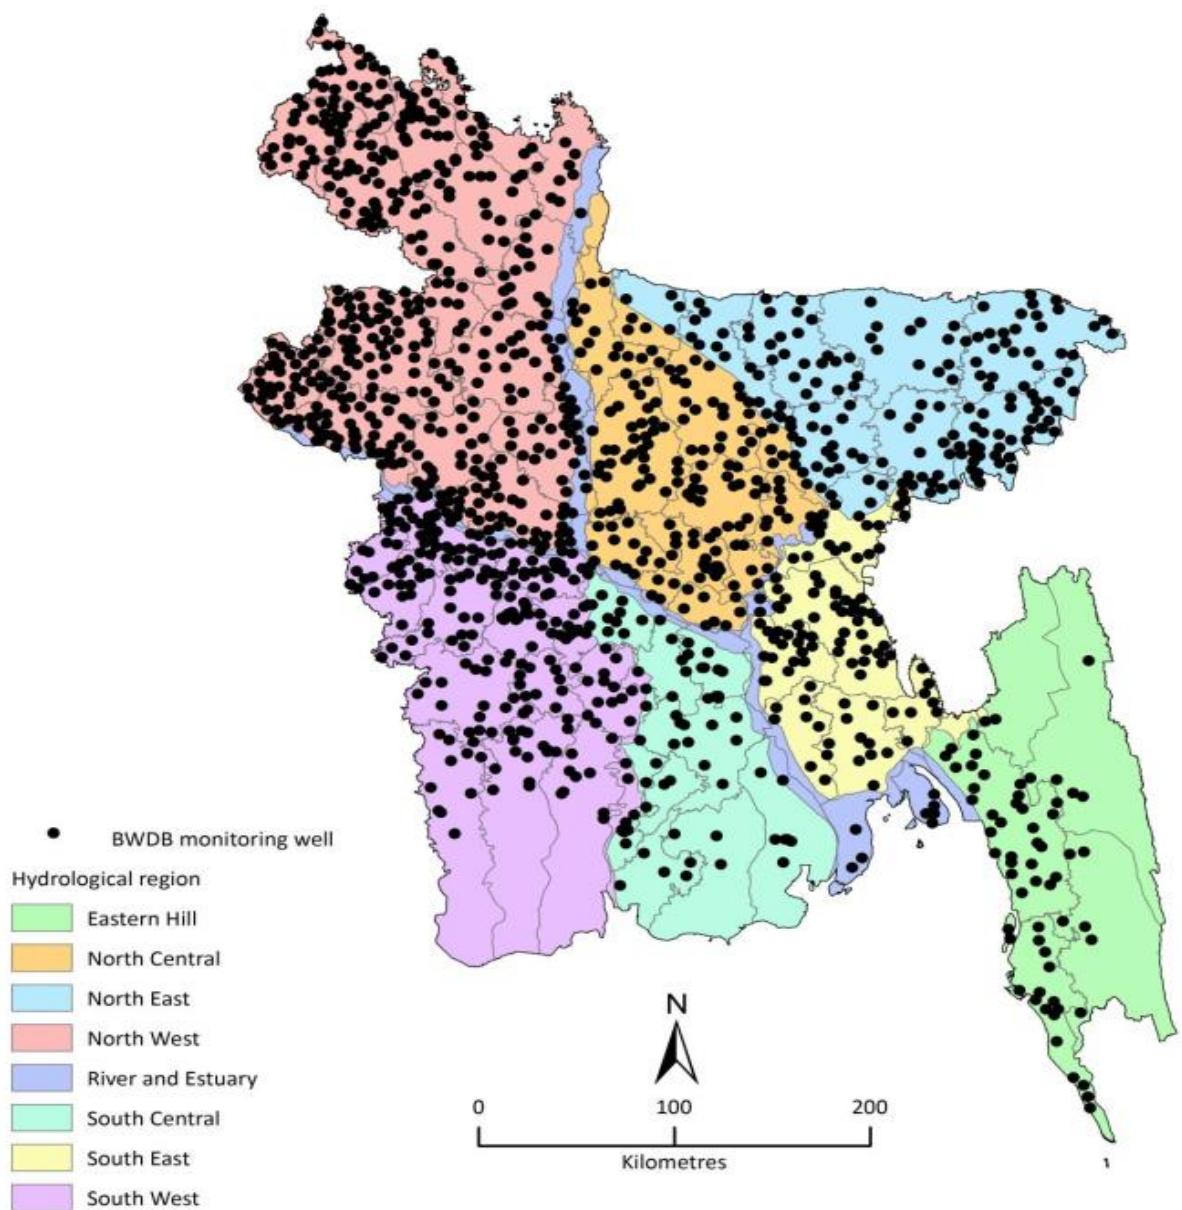 BWDB monitoring well
Hydrological region
Eastern Hill
North Central
North East
North West
River and Estuary
South Central
South East
South West
N
0 100 200
Kilometres